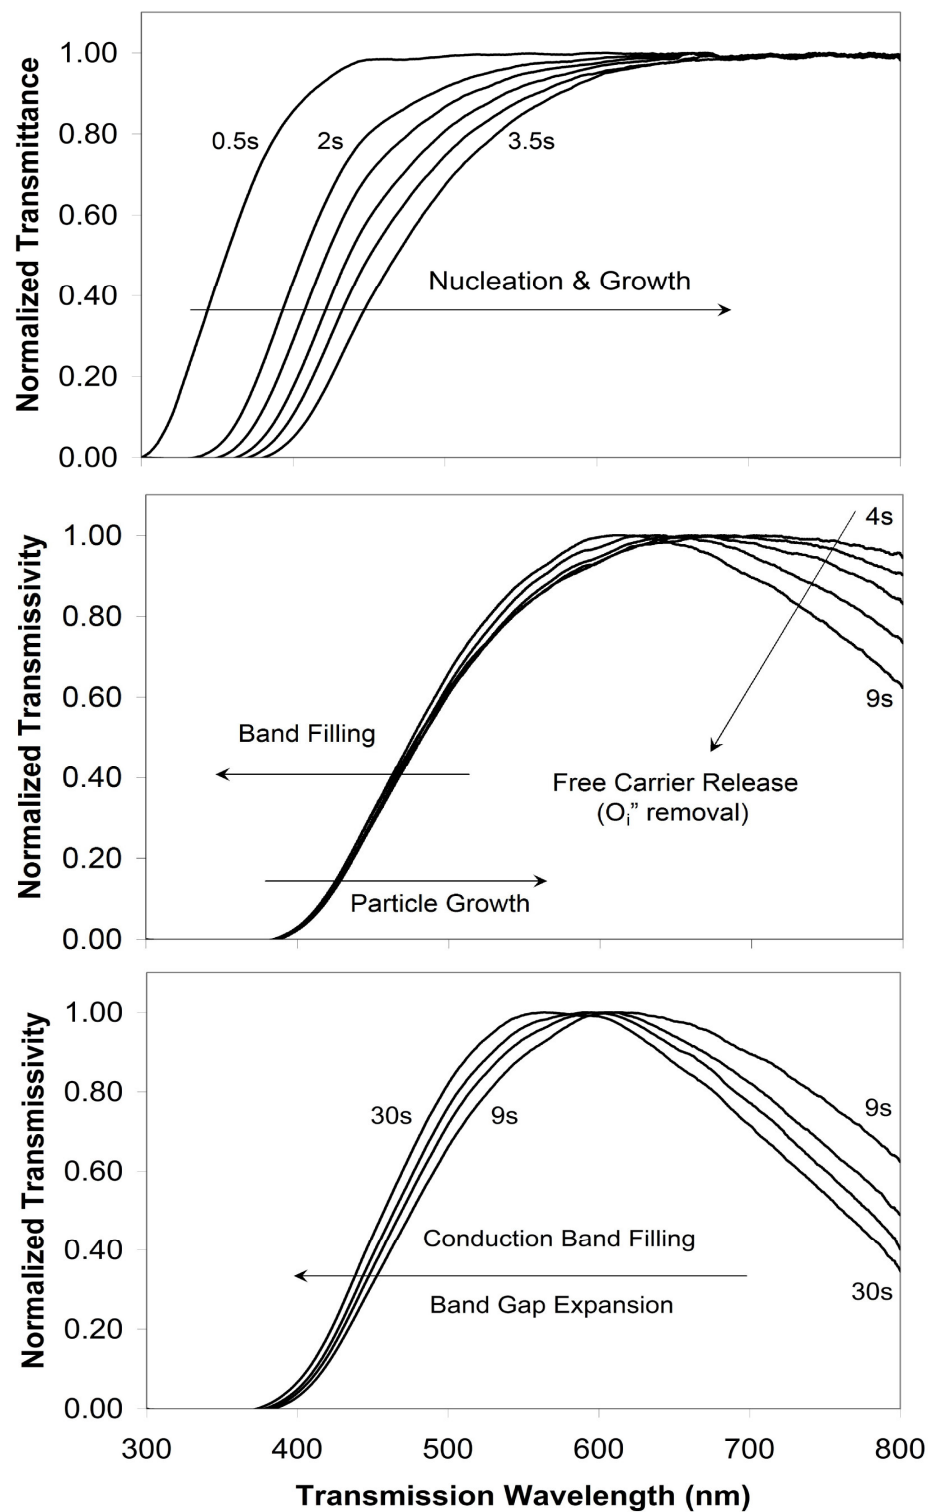 Normalized Transmittance
1.00
0.80
0.60
0.40
0.20
0.00
0.5s
2s
3.5s
Nucleation & Growth
Normalized Transmissivity
1.00
0.80
0.60
0.40
0.20
0.00
4s
9s
Band Filling
Free Carrier Release
(Oi” removal)
Particle Growth
Normalized Transmissivity
1.00
0.80
0.60
0.40
0.20
0.00
30s
9s
9s
30s
Conduction Band Filling
Band Gap Expansion
300 400 500 600 700 800
Transmission Wavelength (nm)